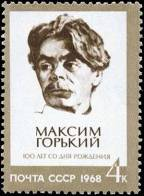 МАКСИМ
ГОРЬКИЙ
100 ЛЕТ СО ДНЯ РОЖДЕНИЯ
ПОЧТА СССР 1968 4К